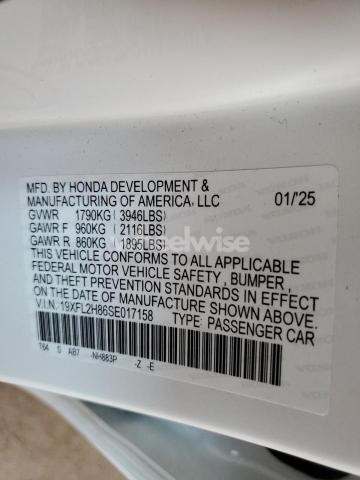 MFD. BY HONDA DEVELOPMENT &
MANUFACTURING OF AMERICA, LLC 01/'25
GVWR 1790KG ( 3946LBS)
GAWR F 960KG ( 2116LBS)
GAWR R 860KG ( 1895LBS)
THIS VEHICLE CONFORMS TO ALL APPLICABLE
FEDERAL MOTOR VEHICLE SAFETY , BUMPER ,
AND THEFT PREVENTION STANDARDS IN EFFECT
ON THE DATE OF MANUFACTURE SHOWN ABOVE.
V.I.N: 19XFL2H86SE017158 TYPE: PASSENGER CAR
T64 S AB7 -NH883P -Z -E